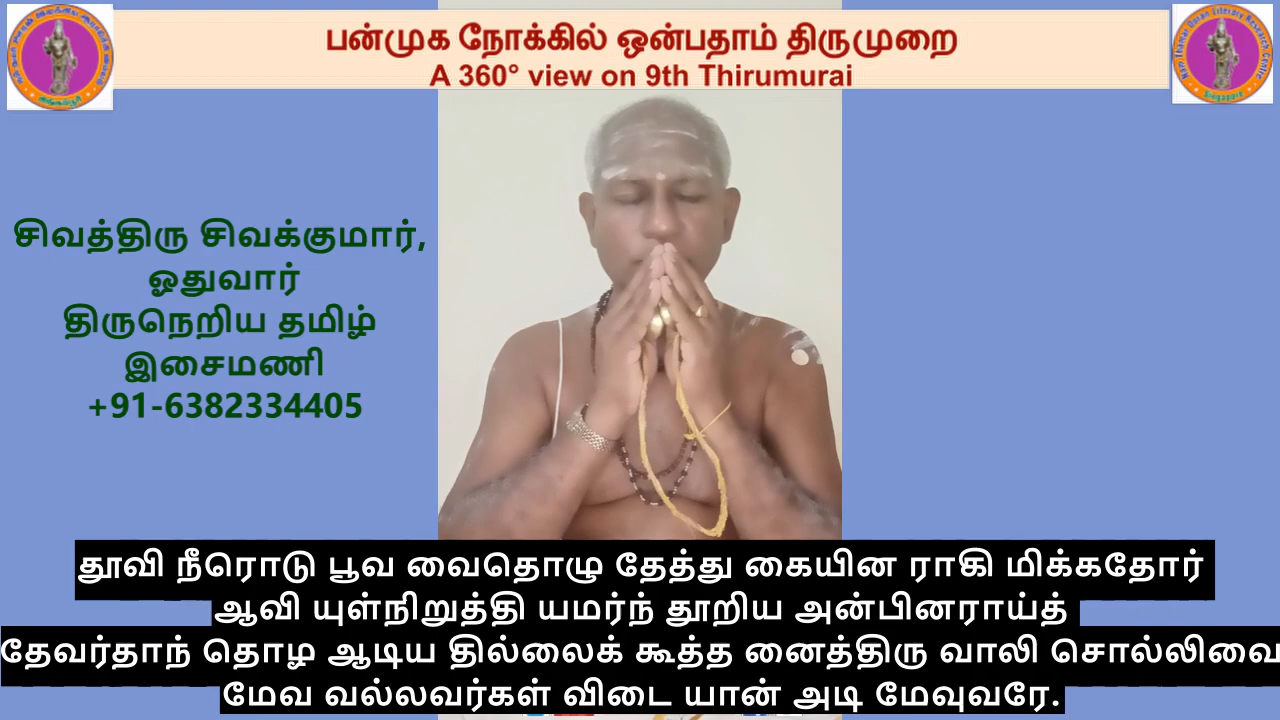 பன்முக நோக்கில் ஒன்பதாம் திருமுறை
A 360° view on 9th Thirumurai
சிவத்திரு சிவக்குமார்,
ஓதுவார்
திருநெறிய தமிழ்
இசைமணி
+91-6382334405
தூவி நீரொடு பூவ வைதொழு தேத்து கையின ராகி மிக்கதோர்
ஆவி யுள்நிறுத்தி யமர்ந் தூறிய அன்பினராய்த்
தேவர்தாந் தொழ ஆடிய தில்லைக் கூத்த னைத்திரு வாலி சொல்லிவை
மேவ வல்லவர்கள் விடை யான் அடி மேவுவரே.